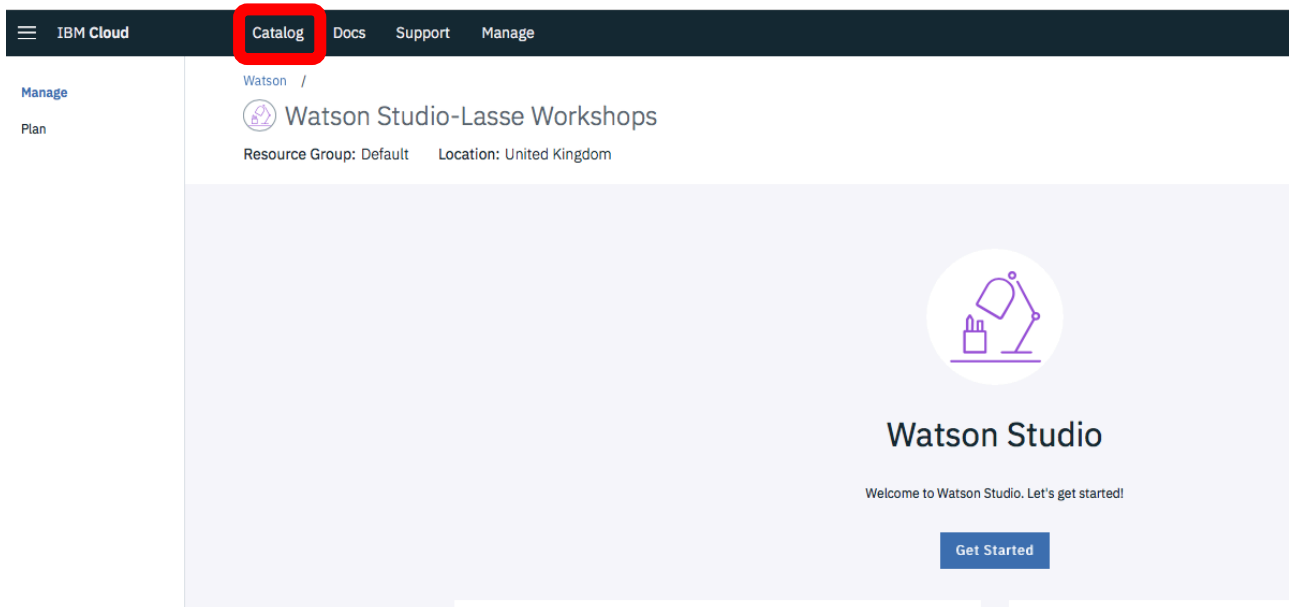 IBM Cloud Catalog Docs Support Manage
Manage
Plan
Watson /
Watson Studio-Lasse Workshops
Resource Group: Default Location: United Kingdom
Watson Studio
Welcome to Watson Studio. Let's get started!
Get Started